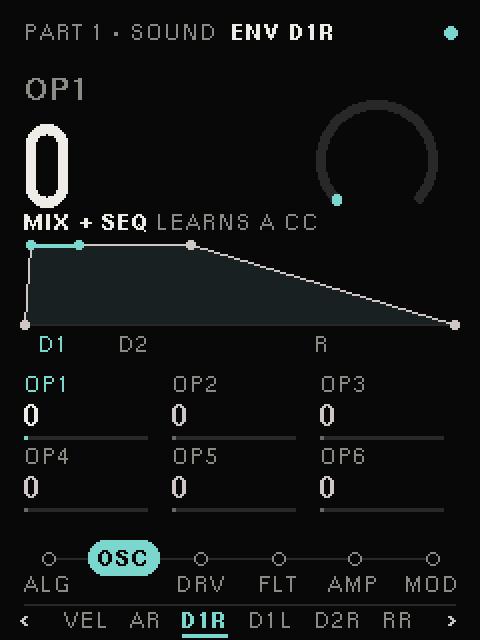 PART 1 · SOUND ENV D1R
OP1
0
MIX + SEQ LEARNS A CC
D1 D2 R
OP1 OP2 OP3
0 0 0
OP4 OP5 OP6
0 0 0
OSC
ALG DRV FLT AMP MOD
< VEL AR D1R D1L D2R RR >